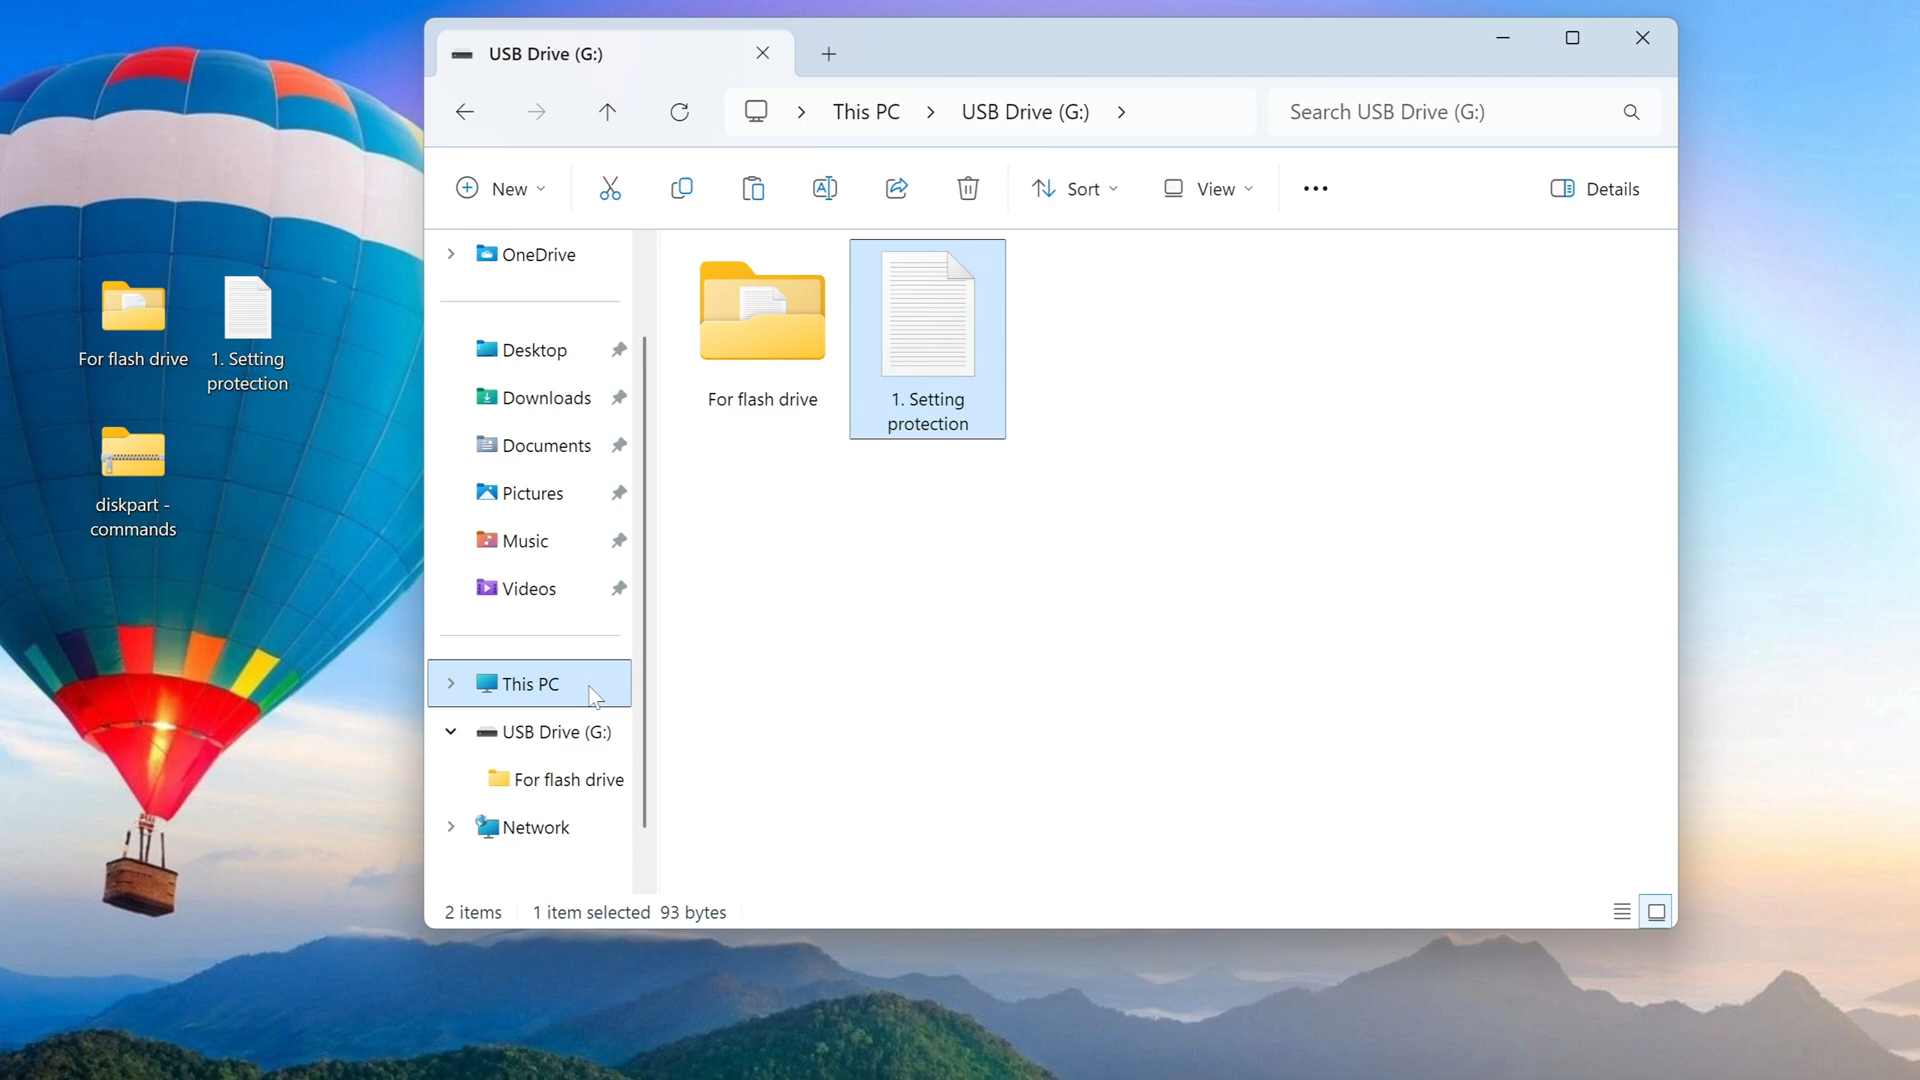 USB Drive (G:)
This PC
USB Drive (G:)
Search USB Drive (G:)
New
Sort
View
Details
OneDrive
Desktop
Downloads
Documents
Pictures
Music
Videos
This PC
USB Drive (G:)
For flash drive
Network
For flash drive
1. Setting
protection
2 items
1 item selected
93 bytes
For flash drive
1. Setting
protection
diskpart -
commands